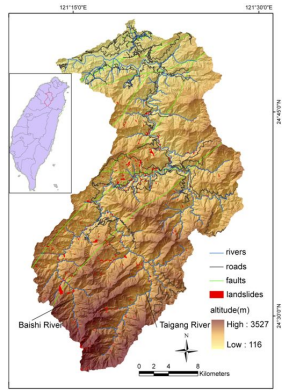 121°15'0"E 121°30'0"E
24°45'0"N
24°30'0"N
rivers
roads
faults
landslides
altitude(m)
High : 3527
Low : 116
Baishi River
Taigang River
N
0 2 4 8
Kilometers